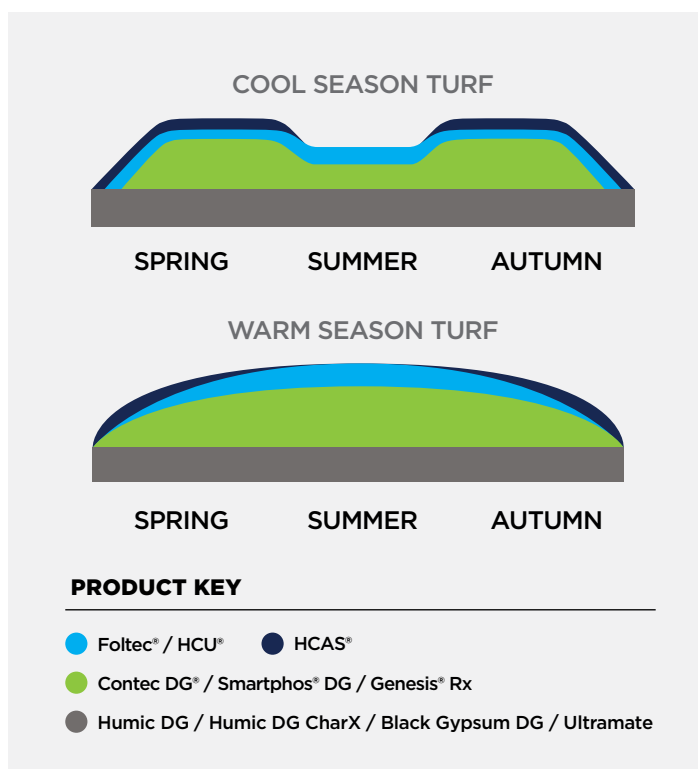 COOL SEASON TURF
SPRING SUMMER AUTUMN
WARM SEASON TURF
SPRING SUMMER AUTUMN
PRODUCT KEY
Foltec® / HCU® HCAS®
Contec DG® / Smartphos® DG / Genesis® Rx
Humic DG / Humic DG CharX / Black Gypsum DG / Ultramate